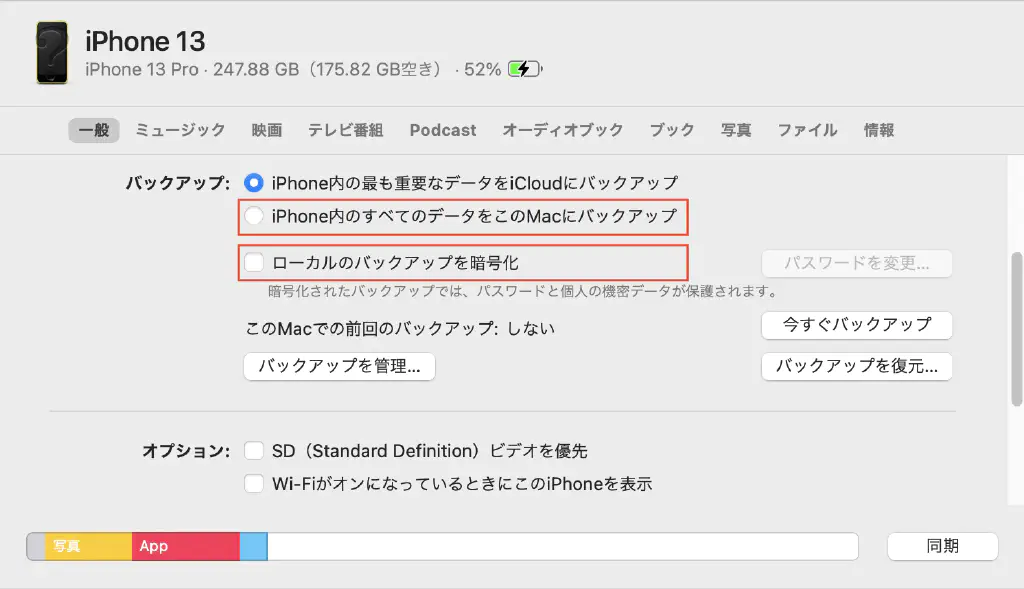 iPhone 13
iPhone 13 Pro · 247.88 GB（175.82 GB空き） · 52%
一般 ミュージック 映画 テレビ番組 Podcast オーディオブック ブック 写真 ファイル 情報
バックアップ: iPhone内の最も重要なデータをiCloudにバックアップ
iPhone内のすべてのデータをこのMacにバックアップ
ローカルのバックアップを暗号化 パスワードを変更...
暗号化されたバックアップでは、パスワードと個人の機密データが保護されます。
このMacでの前回のバックアップ: しない 今すぐバックアップ
バックアップを管理... バックアップを復元...
オプション: SD（Standard Definition）ビデオを優先
Wi-FiがオンになっているときにこのiPhoneを表示
写真 App 同期